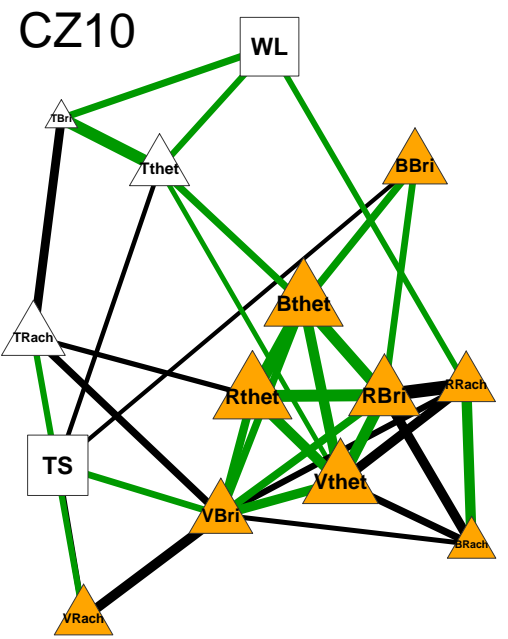 CZ10
WL
TBri
Tthet
BBri
Bthet
TRach
Rthet
RBri
RRach
TS
Vthet
VBri
BRach
VRach